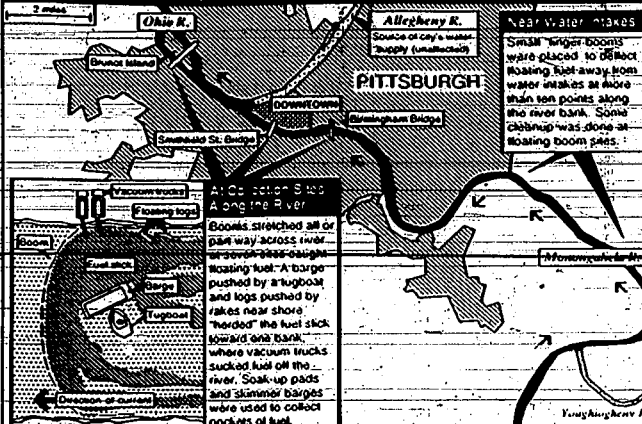 2 miles
Ohio R.
Brunot Island
Allegheny R.
Source of city's water
supply (unaffected)
PITTSBURGH
DOWNTOWN
Smithfield St. Bridge
Birmingham Bridge
Near Water Intakes
Small "finger booms"
were placed to deflect
floating fuel away from
water intakes at more
than ten points along
the river bank. Some
cleanup was done at
floating boom sites.
Monongahela R.
Youghiogheny R
Vacuum trucks
Floating logs
Boom
Fuel slick
Barge
Tugboat
Direction of current
At Collection Sites
Along the River
Booms stretched all or
part way across river
at seven sites caught
floating fuel. A barge
pushed by a tugboat
and logs pushed by
rakes near shore
"herded" the fuel slick
toward one bank,
where vacuum trucks
sucked fuel off the
river. Soak-up pads
and skimmer barges
were used to collect
pockets of fuel.